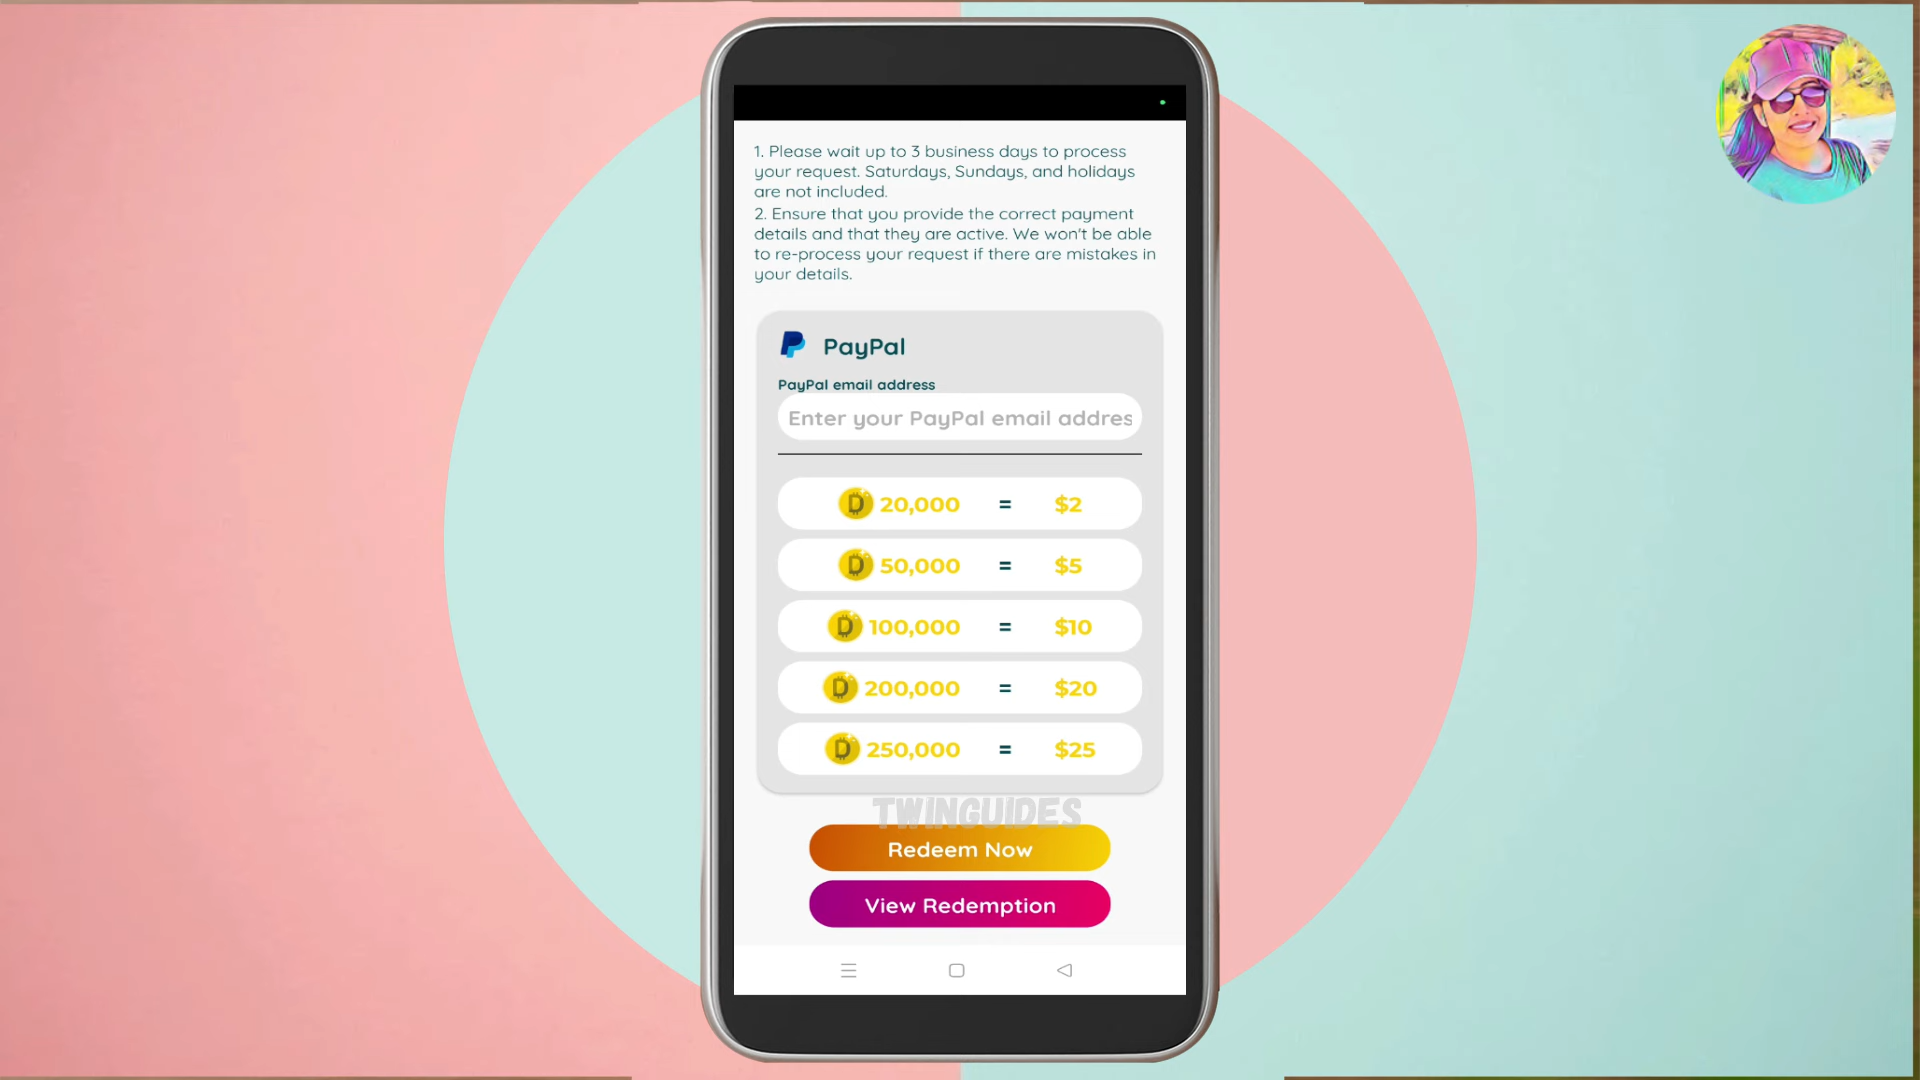 1. Please wait up to 3 business days to process
your request. Saturdays, Sundays, and holidays
are not included.
2. Ensure that you provide the correct payment
details and that they are active. We won't be able
to re-process your request if there are mistakes in
your details.
PayPal
PayPal email address
Enter your PayPal email addres
20,000 = $2
50,000 = $5
100,000 = $10
200,000 = $20
250,000 = $25
TWINGUIDES
Redeem Now
View Redemption